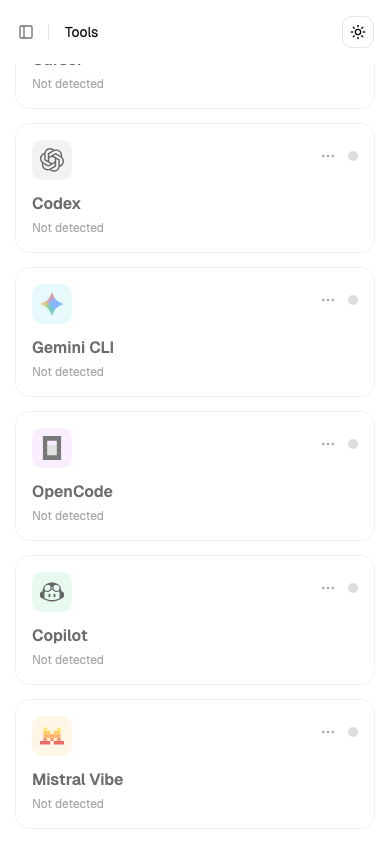 Tools
Cursor
Not detected
Codex
Not detected
Gemini CLI
Not detected
OpenCode
Not detected
Copilot
Not detected
Mistral Vibe
Not detected